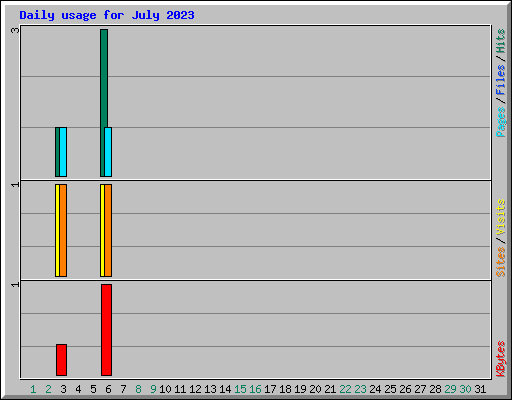 Daily usage for July 2023
3
1
1
Pages/Files/Hits
Sites/Visits
KBytes
1 2 3 4 5 6 7 8 9 10 11 12 13 14 15 16 17 18 19 20 21 22 23 24 25 26 27 28 29 30 31